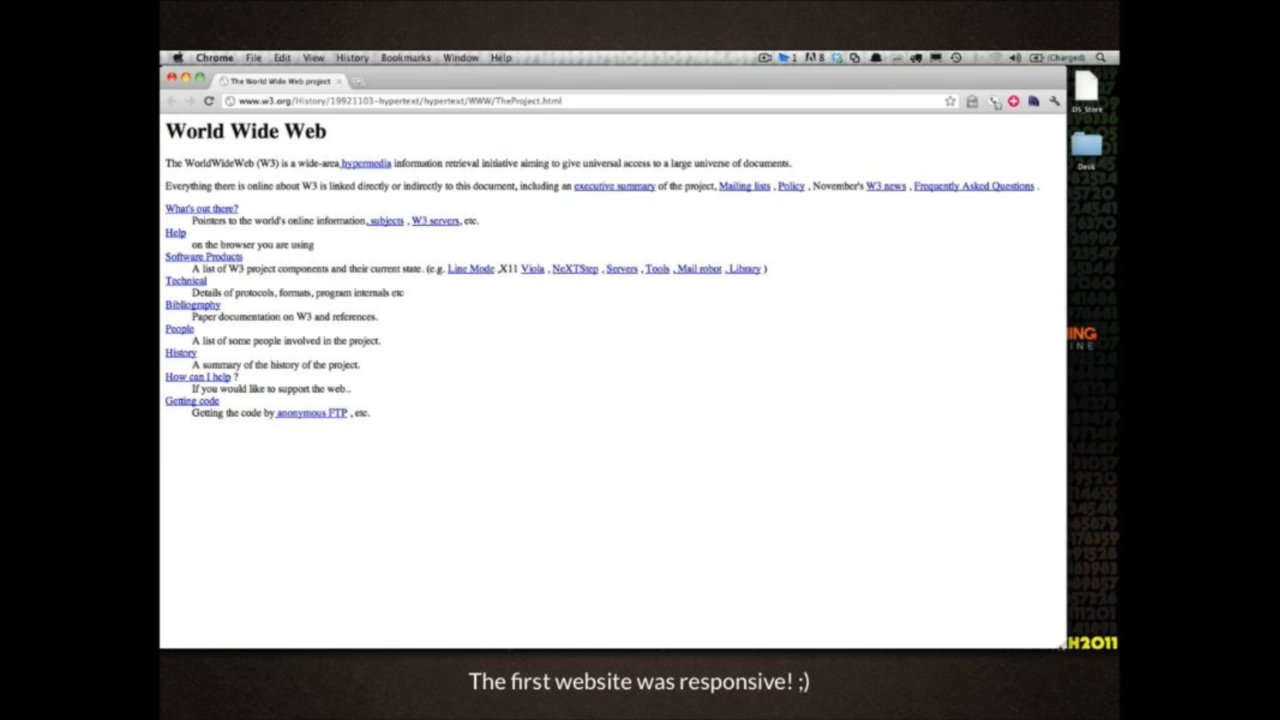 Chrome File Edit View History Bookmarks Window Help 1 8 (Charged)
The World Wide Web project
www.w3.org/History/19921103-hypertext/hypertext/WWW/TheProject.html
DS_Store
Desk
World Wide Web
The WorldWideWeb (W3) is a wide-area hypermedia information retrieval initiative aiming to give universal access to a large universe of documents.
Everything there is online about W3 is linked directly or indirectly to this document, including an executive summary of the project, Mailing lists , Policy , November's W3 news , Frequently Asked Questions .
What's out there?
Pointers to the world's online information, subjects , W3 servers, etc.
Help
on the browser you are using
Software Products
A list of W3 project components and their current state. (e.g. Line Mode ,X11 Viola , NeXTStep , Servers , Tools , Mail robot , Library )
Technical
Details of protocols, formats, program internals etc
Bibliography
Paper documentation on W3 and references.
People
A list of some people involved in the project.
History
A summary of the history of the project.
How can I help ?
If you would like to support the web..
Getting code
Getting the code by anonymous FTP , etc.
H2011
The first website was responsive! ;)